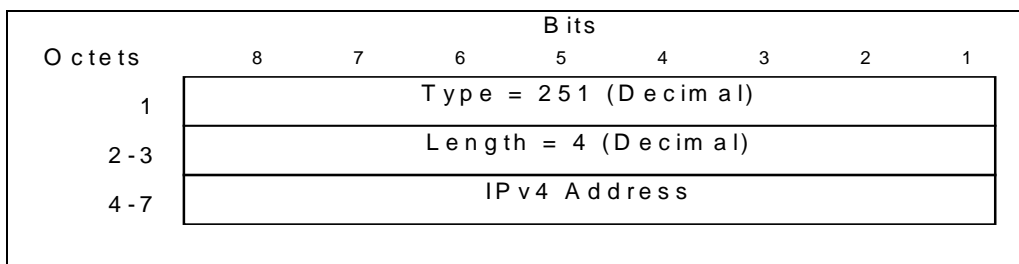 Bits
Octets 8 7 6 5 4 3 2 1
1 Type = 251 (Decimal)
2-3 Length = 4 (Decimal)
4-7 IPv4 Address